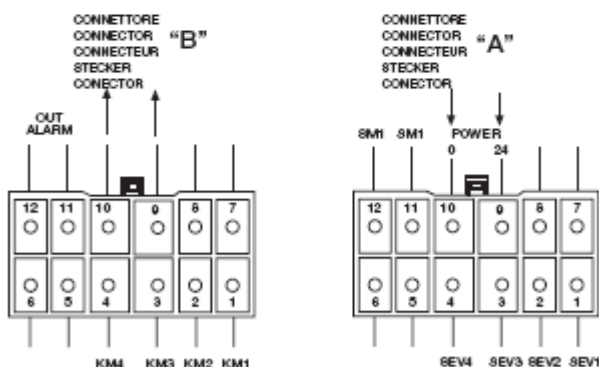 CONNETTORE
CONNECTOR "B"
CONNECTEUR
STECKER
CONECTOR
OUT
ALARM
12 11 10 9 8 7
6 5 4 3 2 1
KM4 KM3 KM2 KM1
CONNETTORE
CONNECTOR "A"
CONNECTEUR
STECKER
CONECTOR
SM1 SM1 POWER
0 24
12 11 10 9 8 7
6 5 4 3 2 1
SEV4 SEV3 SEV2 SEV1